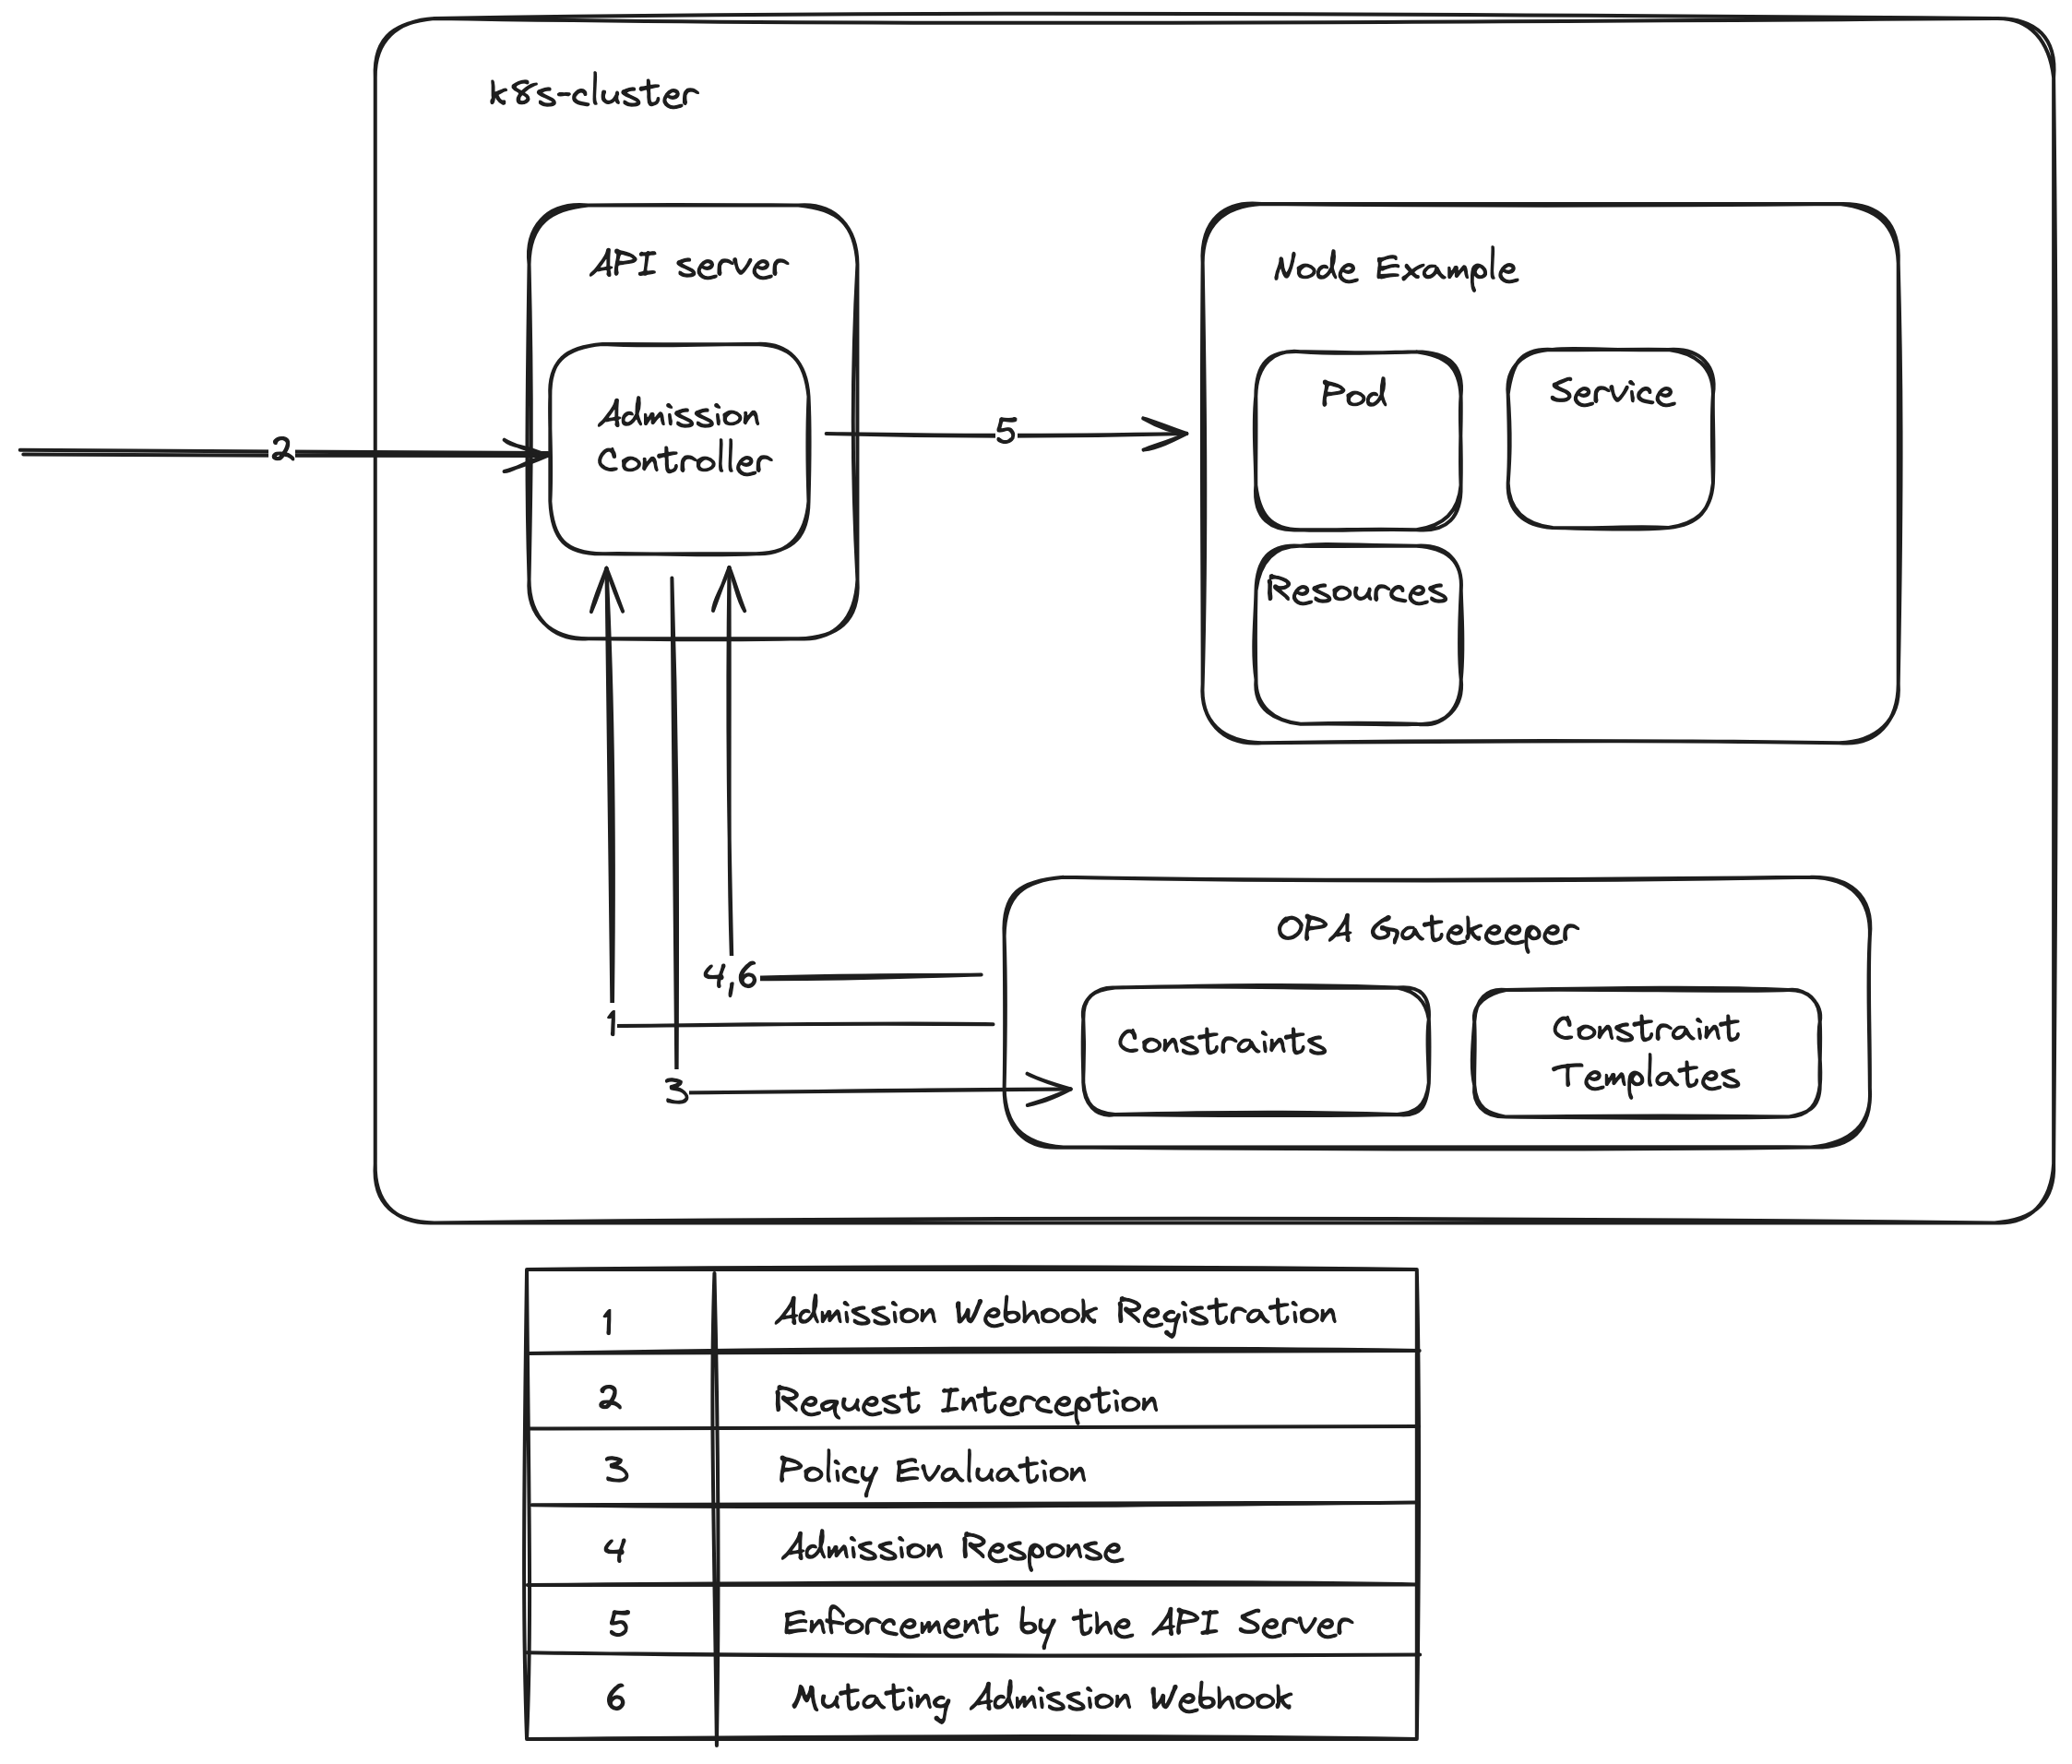 k8s-cluster
API server
Node Example
Admission
Controller
Pod
Service
2
5
Resources
OPA Gatekeeper
4,6
1
Constraints
Constraint
Templates
3
1 Admission Webhook Registration
2 Request Interception
3 Policy Evaluation
4 Admission Response
5 Enforcement by the API Server
6 Mutating Admission Webhook